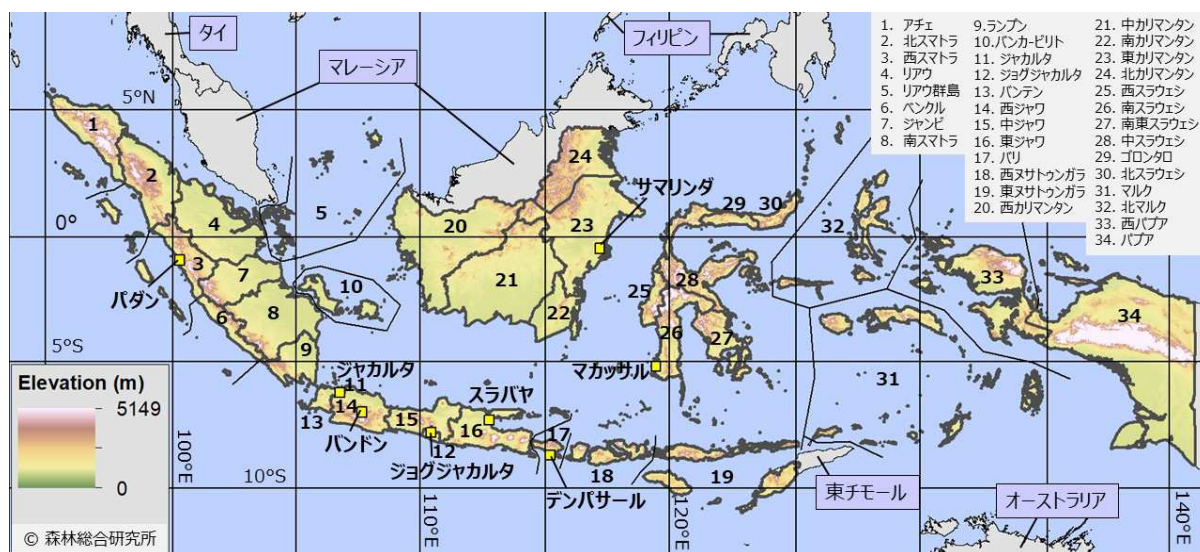 タイ
フィリピン
マレーシア
1. アチェ
2. 北スマトラ
3. 西スマトラ
4. リアウ
5. リアウ群島
6. ベンクル
7. ジャンビ
8. 南スマトラ
9.ランプン
10.バンカ-ビリト
11. ジャカルタ
12. ジョグジャカルタ
13. バンテン
14. 西ジャワ
15. 中ジャワ
16. 東ジャワ
17. バリ
18. 西ヌサトゥンガラ
19. 東ヌサトゥンガラ
20. 西カリマンタン
21. 中カリマンタン
22. 南カリマンタン
23. 東カリマンタン
24. 北カリマンタン
25. 西スラウェシ
26. 南スラウェシ
27. 南東スラウェシ
28. 中スラウェシ
29. ゴロンタロ
30. 北スラウェシ
31. マルク
32. 北マルク
33. 西パプア
34. パプア
5°N
1
2
24
サマリンダ
4
5
20
23
29
30
32
0°
パダン
3
7
10
21
28
33
8
6
25
22
26
27
34
9
5°S
ジャカルタ
マカッサル
スラバヤ
31
Elevation (m)
5149
0
11
14
13
15
16
17
バンドン
12
ジョグジャカルタ
18
19
デンパサール
東チモール
オーストラリア
100°E
10°S
110°E
120°E
140°E
© 森林総合研究所